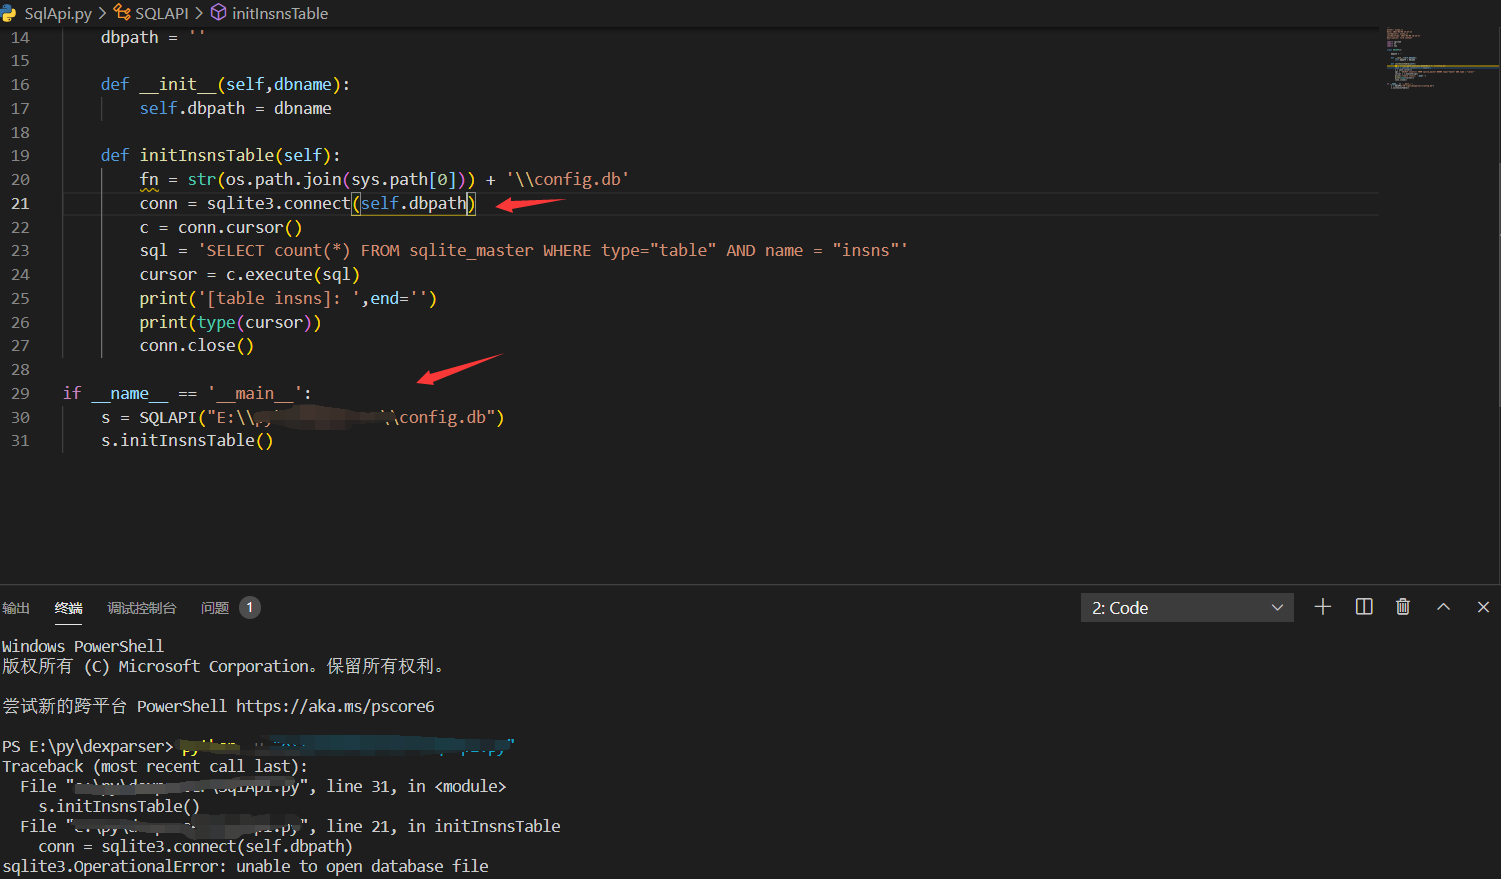 SqlApi.py > SQLAPI > initInsnsTable
14 dbpath = ''
15
16 def __init__(self,dbname):
17 self.dbpath = dbname
18
19 def initInsnsTable(self):
20 fn = str(os.path.join(sys.path[0])) + '\\config.db'
21 conn = sqlite3.connect(self.dbpath)
22 c = conn.cursor()
23 sql = 'SELECT count(*) FROM sqlite_master WHERE type="table" AND name = "insns"'
24 cursor = c.execute(sql)
25 print('[table insns]: ',end='')
26 print(type(cursor))
27 conn.close()
28
29 if __name__ == '__main__':
30 s = SQLAPI("E:\\ \\config.db")
31 s.initInsnsTable()
输出 终端 调试控制台 问题 1 2: Code
Windows PowerShell
版权所有 (C) Microsoft Corporation。保留所有权利。
尝试新的跨平台 PowerShell https://aka.ms/pscore6
PS E:\py\dexparser>
Traceback (most recent call last):
File " \SqlApi.py", line 31, in <module>
s.initInsnsTable()
File " ", line 21, in initInsnsTable
conn = sqlite3.connect(self.dbpath)
sqlite3.OperationalError: unable to open database file